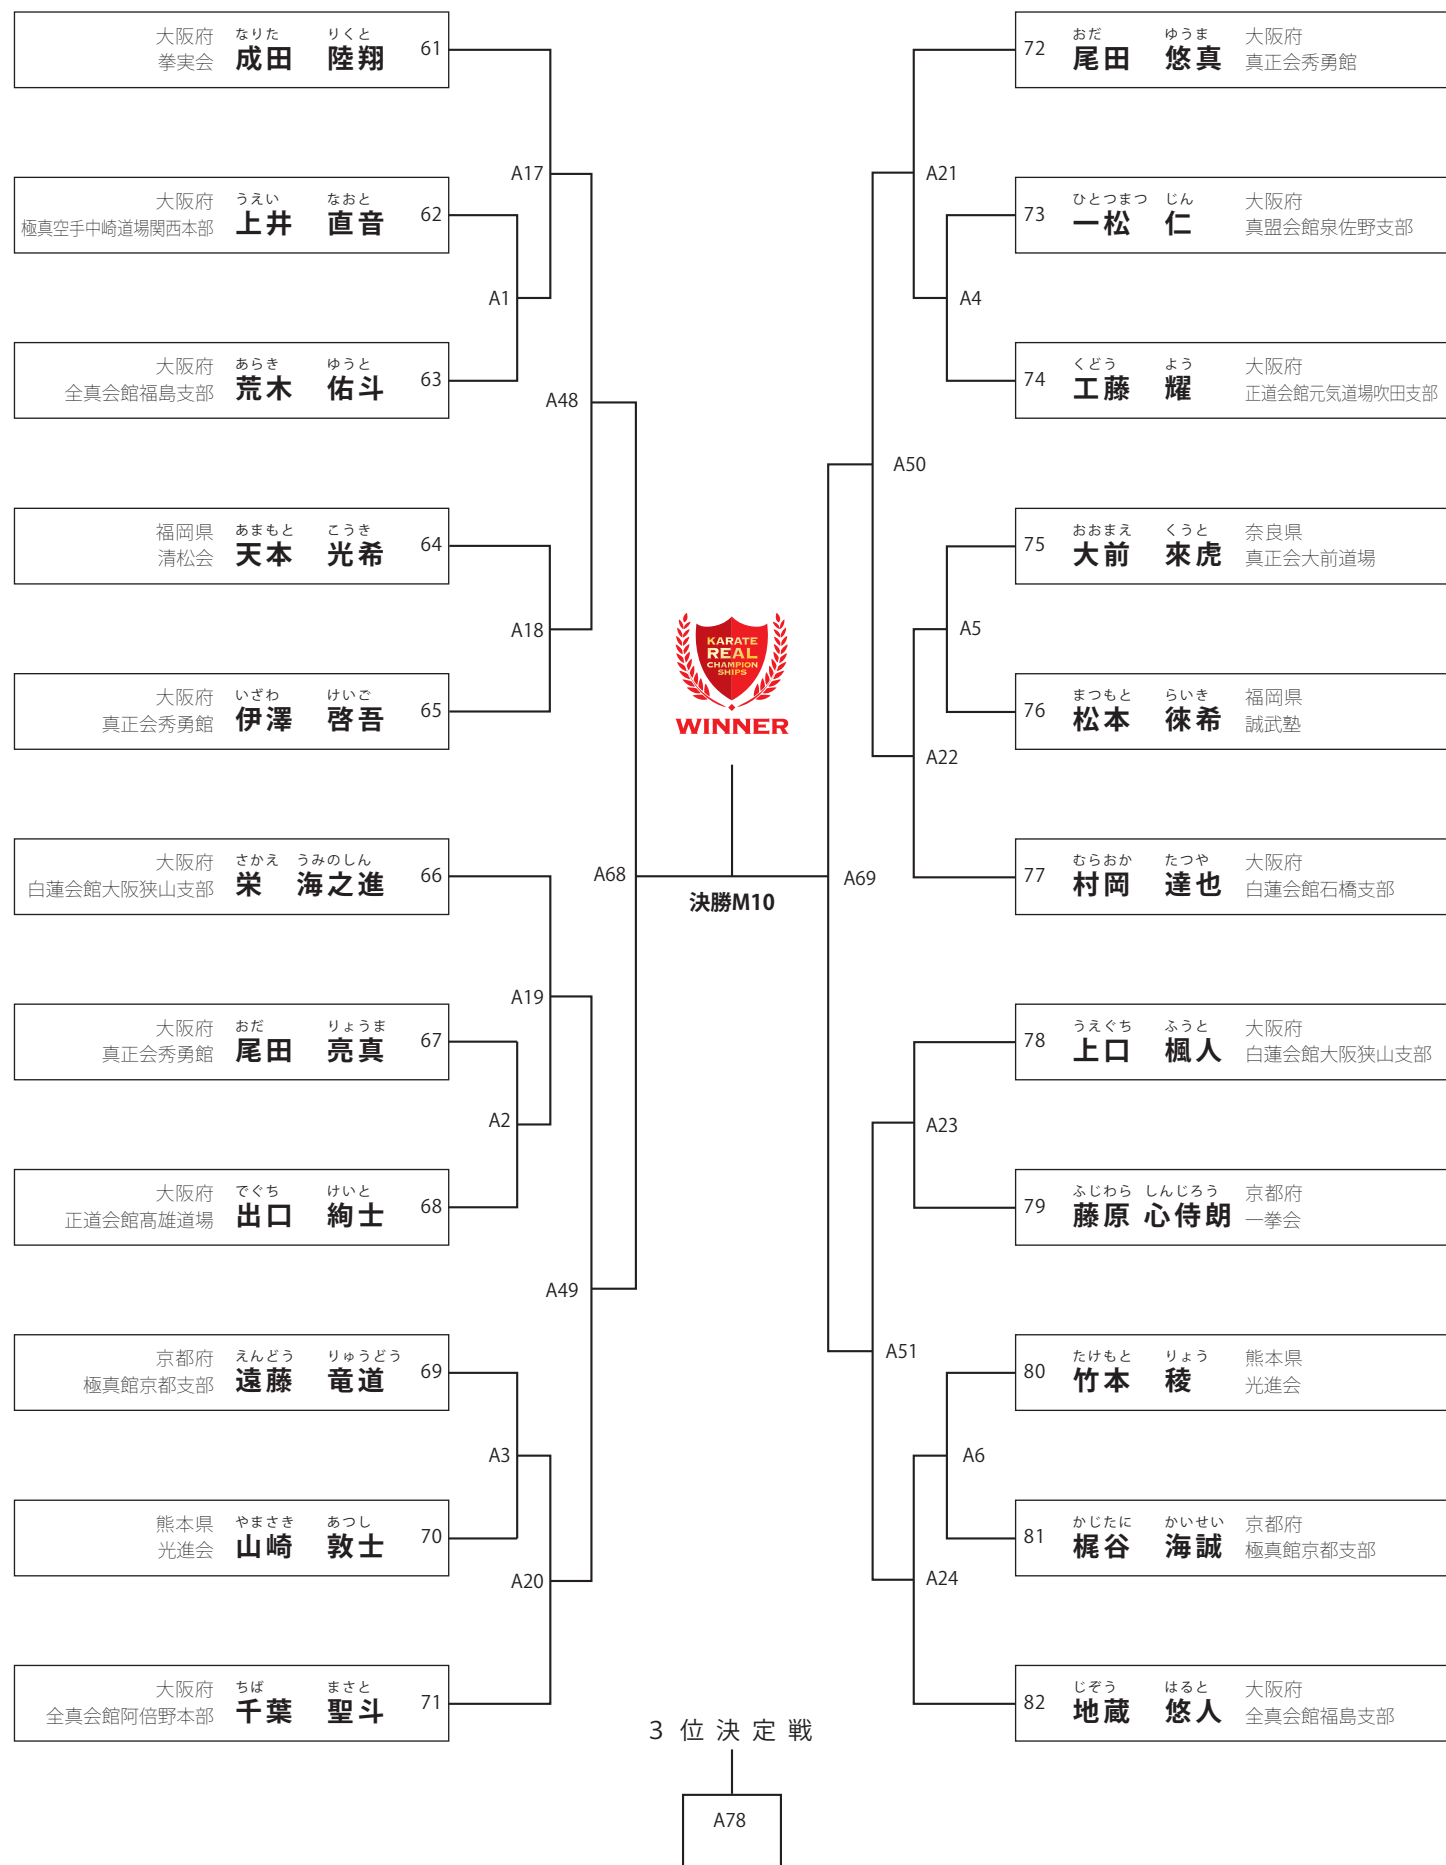 大阪府 なりた りくと
拳実会 成田 陸翔 61
A17
大阪府 うえい なおと
極真空手中崎道場関西本部 上井 直音 62
A1
大阪府 あらき ゆうと
全真会館福島支部 荒木 佑斗 63
A48
福岡県 あまもと こうき
清松会 天本 光希 64
A18
大阪府 いざわ けいご
真正会秀勇館 伊澤 啓吾 65
大阪府 さかえ うみのしん
白蓮会館大阪狭山支部 栄 海之進 66
A68
A19
大阪府 おだ りょうま
真正会秀勇館 尾田 亮真 67
A2
大阪府 でぐち けいと
正道会館髙雄道場 出口 絢士 68
A49
京都府 えんどう りゅうどう
極真館京都支部 遠藤 竜道 69
A3
熊本県 やまさき あつし
光進会 山崎 敦士 70
A20
大阪府 ちば まさと
全真会館阿倍野本部 千葉 聖斗 71
KARATE
REAL
CHAMPION
SHIPS
WINNER
決勝M10
おだ ゆうま 大阪府
72 尾田 悠真 真正会秀勇館
A21
ひとつまつ じん 大阪府
73 一松 仁 真盟会館泉佐野支部
A4
くどう よう 大阪府
74 工藤 耀 正道会館元気道場吹田支部
A50
おおまえ くうと 奈良県
75 大前 來虎 真正会大前道場
A5
まつもと らいき 福岡県
76 松本 徠希 誠武塾
A22
むらおか たつや 大阪府
77 村岡 達也 白蓮会館石橋支部
A69
うえぐち ふうと 大阪府
78 上口 楓人 白蓮会館大阪狭山支部
A23
ふじわら しんじろう 京都府
79 藤原 心侍朗 一拳会
A51
たけもと りょう 熊本県
80 竹本 稜 光進会
A6
かじたに かいせい 京都府
81 梶谷 海誠 極真館京都支部
A24
じぞう はると 大阪府
82 地蔵 悠人 全真会館福島支部
3位決定戦
A78